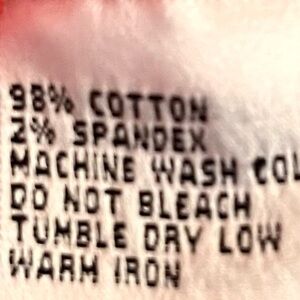 98% COTTON
2% SPANDEX
MACHINE WASH COL
DO NOT BLEACH
TUMBLE DRY LOW
WARM IRON